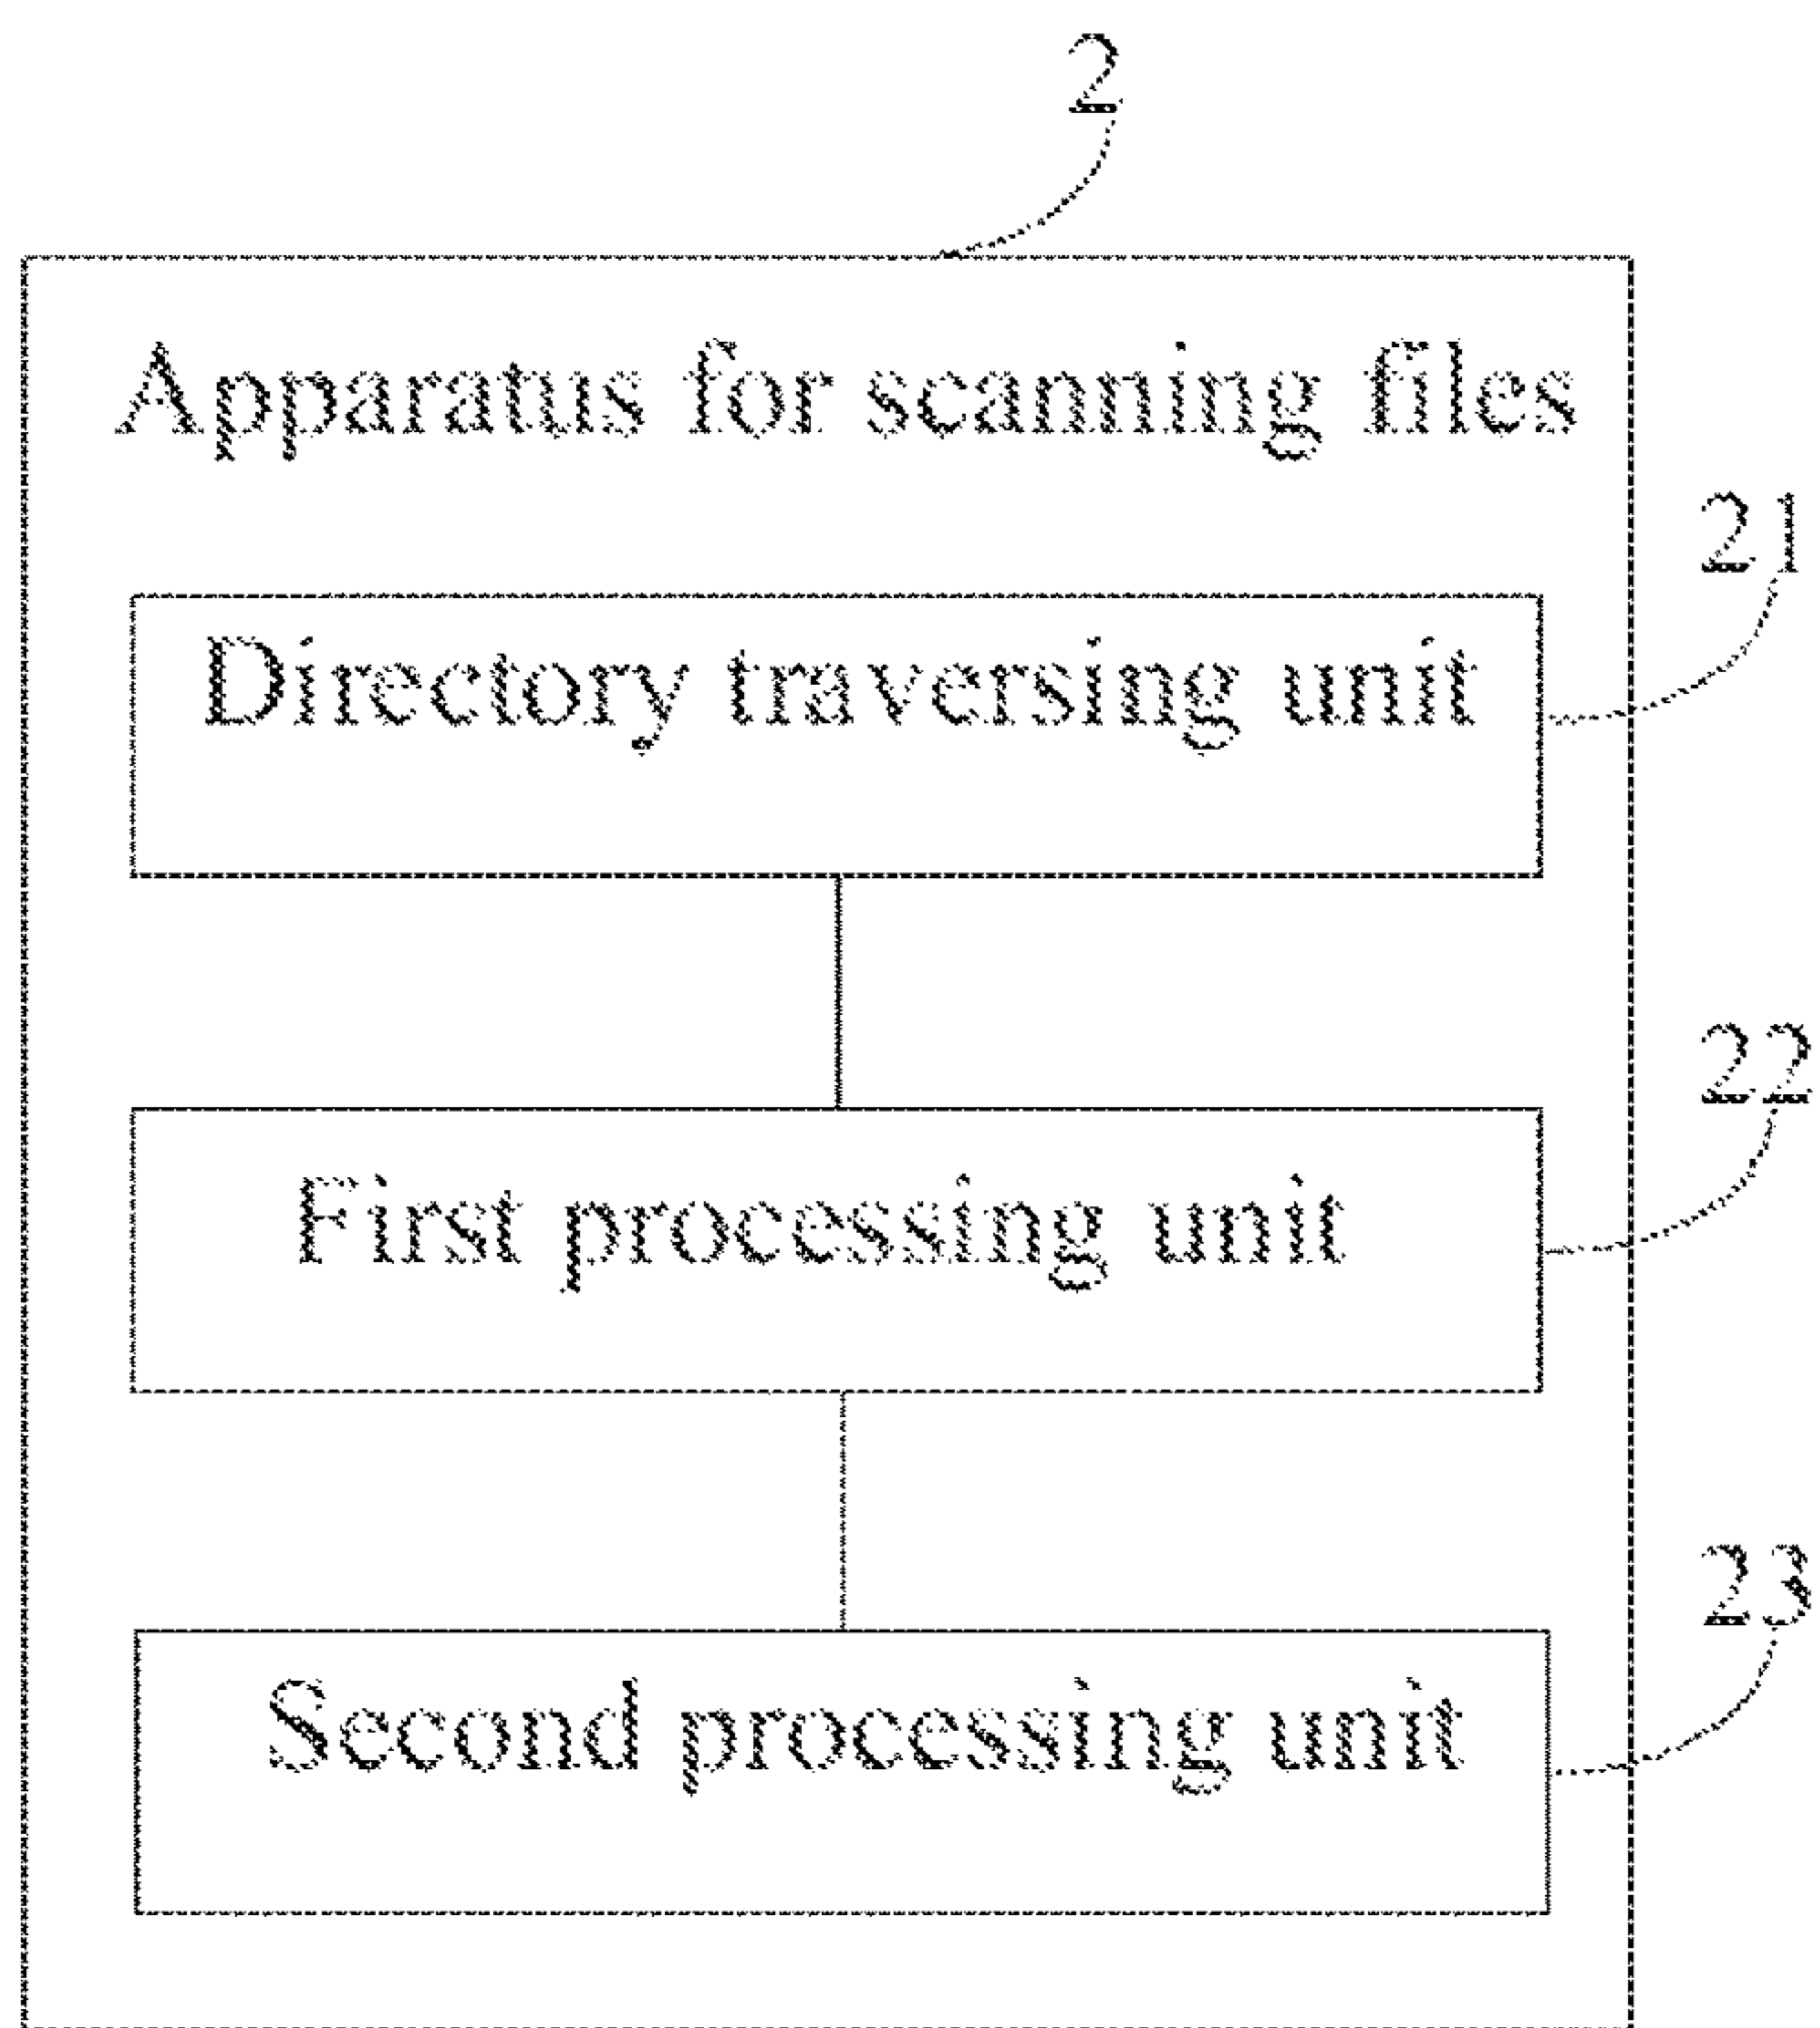 2
Apparatus for scanning files
21
Directory traversing unit
22
First processing unit
23
Second processing unit